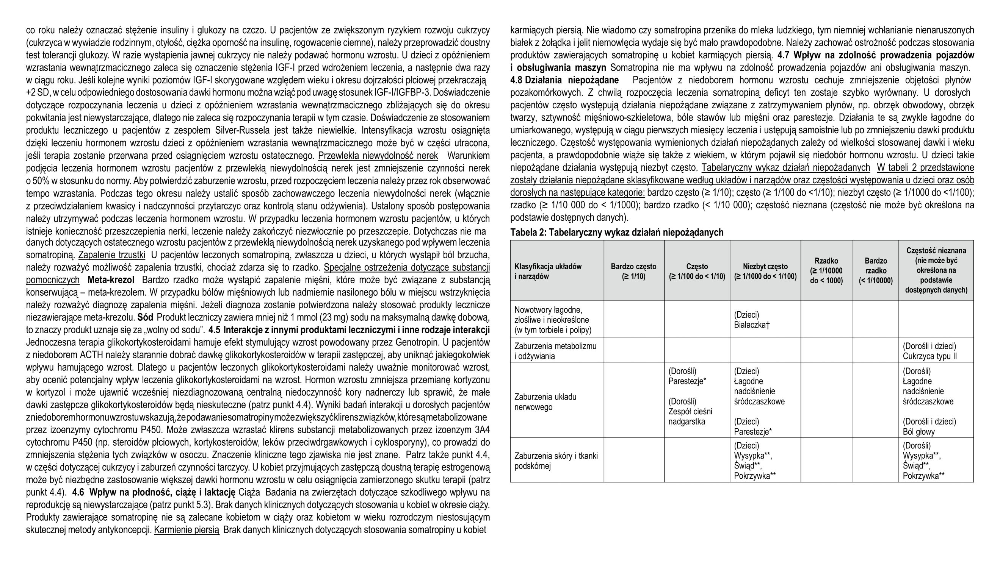 co roku należy oznaczać stężenie insuliny i glukozy na czczo. U pacjentów ze zwiększonym ryzykiem rozwoju cukrzycy
(cukrzyca w wywiadzie rodzinnym, otyłość, ciężka oporność na insulinę, rogowacenie ciemne), należy przeprowadzić doustny
test tolerancji glukozy. W razie wystąpienia jawnej cukrzycy nie należy podawać hormonu wzrostu. U dzieci z opóźnieniem
wzrastania wewnątrzmacicznego zaleca się oznaczenie stężenia IGF-I przed wdrożeniem leczenia, a następnie dwa razy
w ciągu roku. Jeśli kolejne wyniki poziomów IGF-I skorygowane względem wieku i okresu dojrzałości płciowej przekraczają
+2 SD, w celu odpowiedniego dostosowania dawki hormonu można wziąć pod uwagę stosunek IGF-I/IGFBP-3. Doświadczenie
dotyczące rozpoczynania leczenia u dzieci z opóźnieniem wzrastania wewnątrzmacicznego zbliżających się do okresu
pokwitania jest niewystarczające, dlatego nie zaleca się rozpoczynania terapii w tym czasie. Doświadczenie ze stosowaniem
produktu leczniczego u pacjentów z zespołem Silver-Russela jest także niewielkie. Intensyfikacja wzrostu osiągnięta
dzięki leczeniu hormonem wzrostu dzieci z opóźnieniem wzrastania wewnątrzmacicznego może być w części utracona,
jeśli terapia zostanie przerwana przed osiągnięciem wzrostu ostatecznego. Przewlekła niewydolność nerek Warunkiem
podjęcia leczenia hormonem wzrostu pacjentów z przewlekłą niewydolnością nerek jest zmniejszenie czynności nerek
o 50% w stosunku do normy. Aby potwierdzić zaburzenie wzrostu, przed rozpoczęciem leczenia należy przez rok obserwować
tempo wzrastania. Podczas tego okresu należy ustalić sposób zachowawczego leczenia niewydolności nerek (włącznie
z przeciwdziałaniem kwasicy i nadczynności przytarczyc oraz kontrolą stanu odżywienia). Ustalony sposób postępowania
należy utrzymywać podczas leczenia hormonem wzrostu. W przypadku leczenia hormonem wzrostu pacjentów, u których
istnieje konieczność przeszczepienia nerki, leczenie należy zakończyć niezwłocznie po przeszczepie. Dotychczas nie ma
danych dotyczących ostatecznego wzrostu pacjentów z przewlekłą niewydolnością nerek uzyskanego pod wpływem leczenia
somatropiną. Zapalenie trzustki U pacjentów leczonych somatropiną, zwłaszcza u dzieci, u których wystąpił ból brzucha,
należy rozważyć możliwość zapalenia trzustki, chociaż zdarza się to rzadko. Specjalne ostrzeżenia dotyczące substancji
pomocniczych Meta-krezol Bardzo rzadko może wystąpić zapalenie mięśni, które może być związane z substancją
konserwującą – meta-krezolem. W przypadku bólów mięśniowych lub nadmiernie nasilonego bólu w miejscu wstrzyknięcia
należy rozważyć diagnozę zapalenia mięśni. Jeżeli diagnoza zostanie potwierdzona należy stosować produkty lecznicze
niezawierające meta-krezolu. Sód Produkt leczniczy zawiera mniej niż 1 mmol (23 mg) sodu na maksymalną dawkę dobową,
to znaczy produkt uznaje się za „wolny od sodu”. 4.5 Interakcje z innymi produktami leczniczymi i inne rodzaje interakcji
Jednoczesna terapia glikokortykosteroidami hamuje efekt stymulujący wzrost powodowany przez Genotropin. U pacjentów
z niedoborem ACTH należy starannie dobrać dawkę glikokortykosteroidów w terapii zastępczej, aby uniknąć jakiegokolwiek
wpływu hamującego wzrost. Dlatego u pacjentów leczonych glikokortykosteroidami należy uważnie monitorować wzrost,
aby ocenić potencjalny wpływ leczenia glikokortykosteroidami na wzrost. Hormon wzrostu zmniejsza przemianę kortyzonu
w kortyzol i może ujawnić wcześniej niezdiagnozowaną centralną niedoczynność kory nadnerczy lub sprawić, że małe
dawki zastępcze glikokortykosteroidów będą nieskuteczne (patrz punkt 4.4). Wyniki badań interakcji u dorosłych pacjentów
z niedoborem hormonu wzrostu wskazują, że podawanie somatropiny może zwiększyć klirens związków, które są metabolizowane
przez izoenzymy cytochromu P450. Może zwłaszcza wzrastać klirens substancji metabolizowanych przez izoenzym 3A4
cytochromu P450 (np. steroidów płciowych, kortykosteroidów, leków przeciwdrgawkowych i cyklosporyny), co prowadzi do
zmniejszenia stężenia tych związków w osoczu. Znaczenie kliniczne tego zjawiska nie jest znane. Patrz także punkt 4.4,
w części dotyczącej cukrzycy i zaburzeń czynności tarczycy. U kobiet przyjmujących zastępczą doustną terapię estrogenową
może być niezbędne zastosowanie większej dawki hormonu wzrostu w celu osiągnięcia zamierzonego skutku terapii (patrz
punkt 4.4). 4.6 Wpływ na płodność, ciążę i laktację Ciąża Badania na zwierzętach dotyczące szkodliwego wpływu na
reprodukcję są niewystarczające (patrz punkt 5.3). Brak danych klinicznych dotyczących stosowania u kobiet w okresie ciąży.
Produkty zawierające somatropinę nie są zalecane kobietom w ciąży oraz kobietom w wieku rozrodczym niestosującym
skutecznej metody antykoncepcji. Karmienie piersią Brak danych klinicznych dotyczących stosowania somatropiny u kobiet
karmiących piersią. Nie wiadomo czy somatropina przenika do mleka ludzkiego, tym niemniej wchłanianie nienaruszonych
białek z żołądka i jelit niemowlęcia wydaje się być mało prawdopodobne. Należy zachować ostrożność podczas stosowania
produktów zawierających somatropinę u kobiet karmiących piersią. 4.7 Wpływ na zdolność prowadzenia pojazdów
i obsługiwania maszyn Somatropina nie ma wpływu na zdolność prowadzenia pojazdów ani obsługiwania maszyn.
4.8 Działania niepożądane Pacjentów z niedoborem hormonu wzrostu cechuje zmniejszenie objętości płynów
pozakomórkowych. Z chwilą rozpoczęcia leczenia somatropiną deficyt ten zostaje szybko wyrównany. U dorosłych
pacjentów często występują działania niepożądane związane z zatrzymywaniem płynów, np. obrzęk obwodowy, obrzęk
twarzy, sztywność mięśniowo-szkieletowa, bóle stawów lub mięśni oraz parestezje. Działania te są zwykle łagodne do
umiarkowanego, występują w ciągu pierwszych miesięcy leczenia i ustępują samoistnie lub po zmniejszeniu dawki produktu
leczniczego. Częstość występowania wymienionych działań niepożądanych zależy od wielkości stosowanej dawki i wieku
pacjenta, a prawdopodobnie wiąże się także z wiekiem, w którym pojawił się niedobór hormonu wzrostu. U dzieci takie
niepożądane działania występują niezbyt często. Tabelaryczny wykaz działań niepożądanych W tabeli 2 przedstawione
zostały działania niepożądane sklasyfikowane według układów i narządów oraz częstości występowania u dzieci oraz osób
dorosłych na następujące kategorie: bardzo często (≥ 1/10); często (≥ 1/100 do <1/10); niezbyt często (≥ 1/1000 do <1/100);
rzadko (≥ 1/10 000 do < 1/1000); bardzo rzadko (< 1/10 000); częstość nieznana (częstość nie może być określona na
podstawie dostępnych danych).
Tabela 2: Tabelaryczny wykaz działań niepożądanych
Klasyfikacja układów
i narządów
Bardzo często
(≥ 1/10)
Często
(≥ 1/100 do < 1/10)
Niezbyt często
(≥ 1/1000 do < 1/100)
Rzadko
(≥ 1/10000
do < 1000)
Bardzo
rzadko
(< 1/10000)
Częstość nieznana
(nie może być
określona na
podstawie
dostępnych danych)
Nowotwory łagodne,
złośliwe i nieokreślone
(w tym torbiele i polipy)
(Dzieci)
Białaczka†
Zaburzenia metabolizmu
i odżywiania
(Dorośli i dzieci)
Cukrzyca typu II
Zaburzenia układu
nerwowego
(Dorośli)
Parestezje*
(Dorośli)
Zespół cieśni
nadgarstka
(Dzieci)
Łagodne
nadciśnienie
śródczaszkowe
(Dzieci)
Parestezje*
(Dorośli)
Łagodne
nadciśnienie
śródczaszkowe
(Dorośli i dzieci)
Ból głowy
Zaburzenia skóry i tkanki
podskórnej
(Dzieci)
Wysypka**,
Świąd**,
Pokrzywka**
(Dorośli)
Wysypka**,
Świąd**,
Pokrzywka**